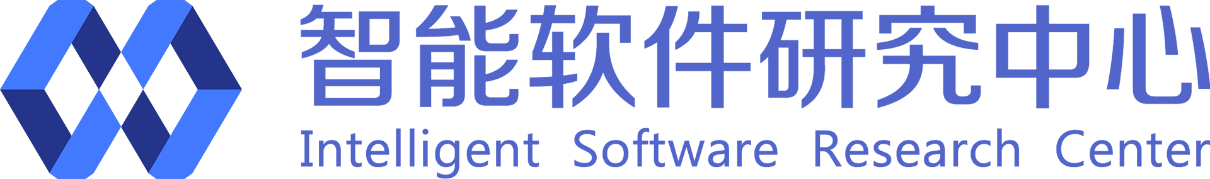 智能软件研究中心
Intelligent Software Research Center